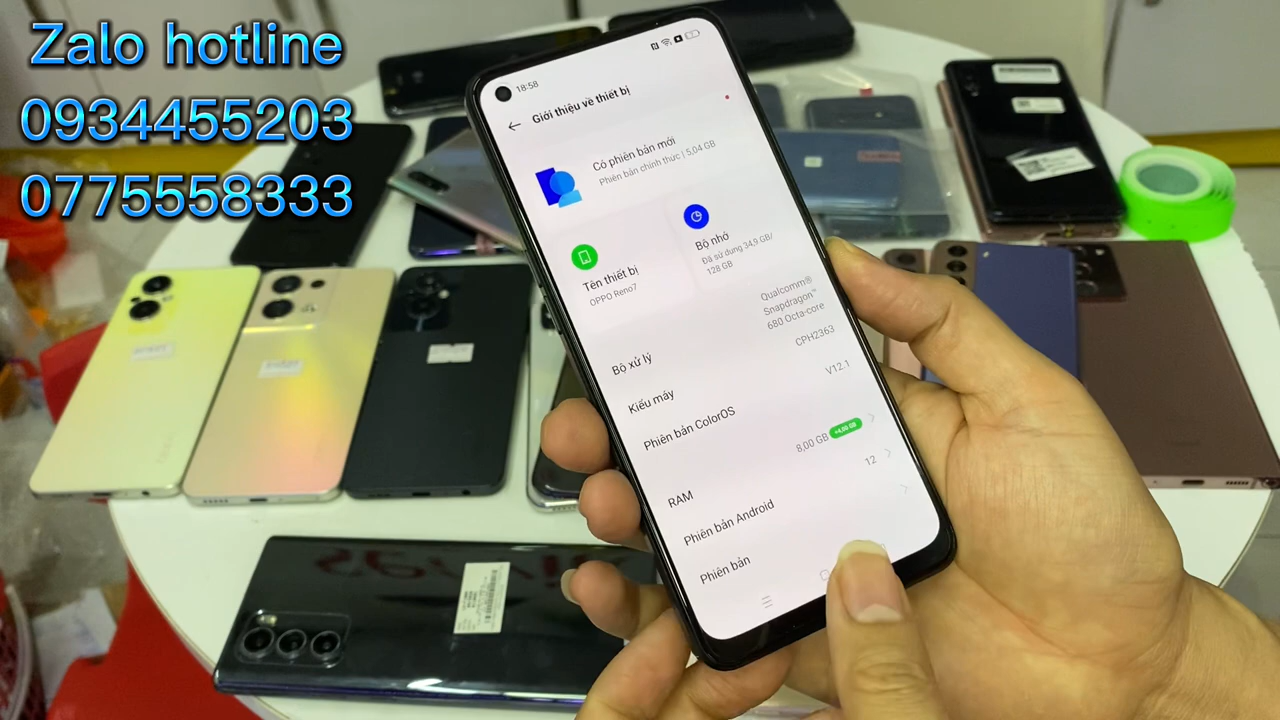 Zalo hotline
0934455203
0775558333
18:58
Giới thiệu về thiết bị
Có phiên bản mới
Phiên bản chính thức | 5,04 GB
Tên thiết bị
OPPO Reno7
Bộ nhớ
Đã sử dụng 34,9 GB/
128 GB
Bộ xử lý
Qualcomm®
Snapdragon™
680 Octa-core
Kiểu máy
CPH2363
Phiên bản ColorOS
V12.1
RAM
8,00 GB
+4,00 GB
Phiên bản Android
12
Phiên bản